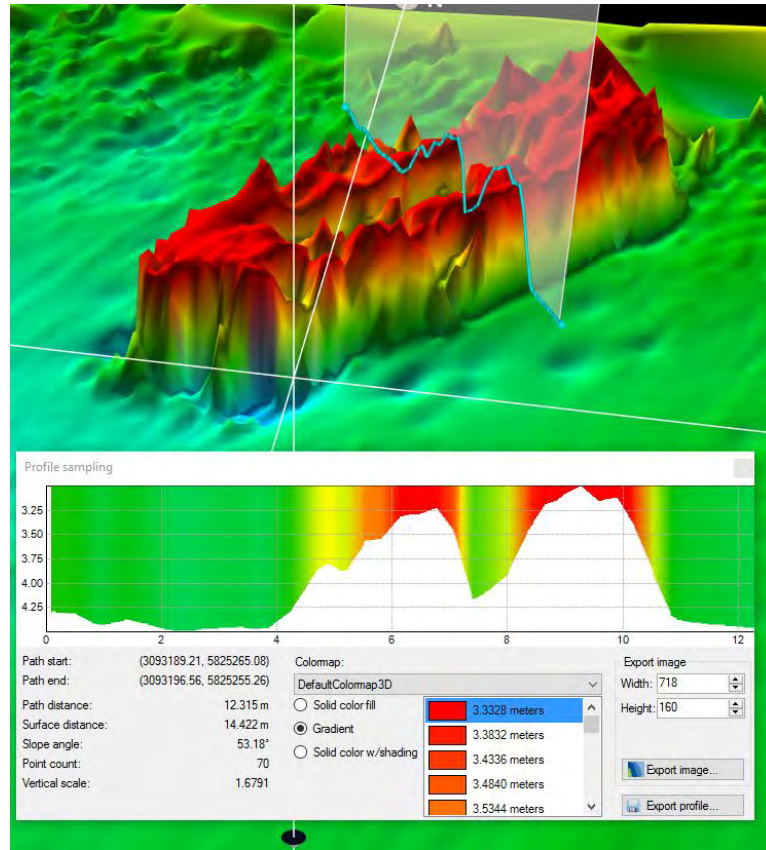 N
Profile sampling
3.25
3.50
3.75
4.00
4.25
0 2 4 6 8 10 12
Path start: (3093189.21, 5825265.08)
Path end: (3093196.56, 5825255.26)
Path distance: 12.315 m
Surface distance: 14.422 m
Slope angle: 53.18°
Point count: 70
Vertical scale: 1.6791
Colormap:
DefaultColormap3D
Solid color fill
Gradient
Solid color w/shading
3.3328 meters
3.3832 meters
3.4336 meters
3.4840 meters
3.5344 meters
Export image
Width: 718
Height: 160
Export image...
Export profile...